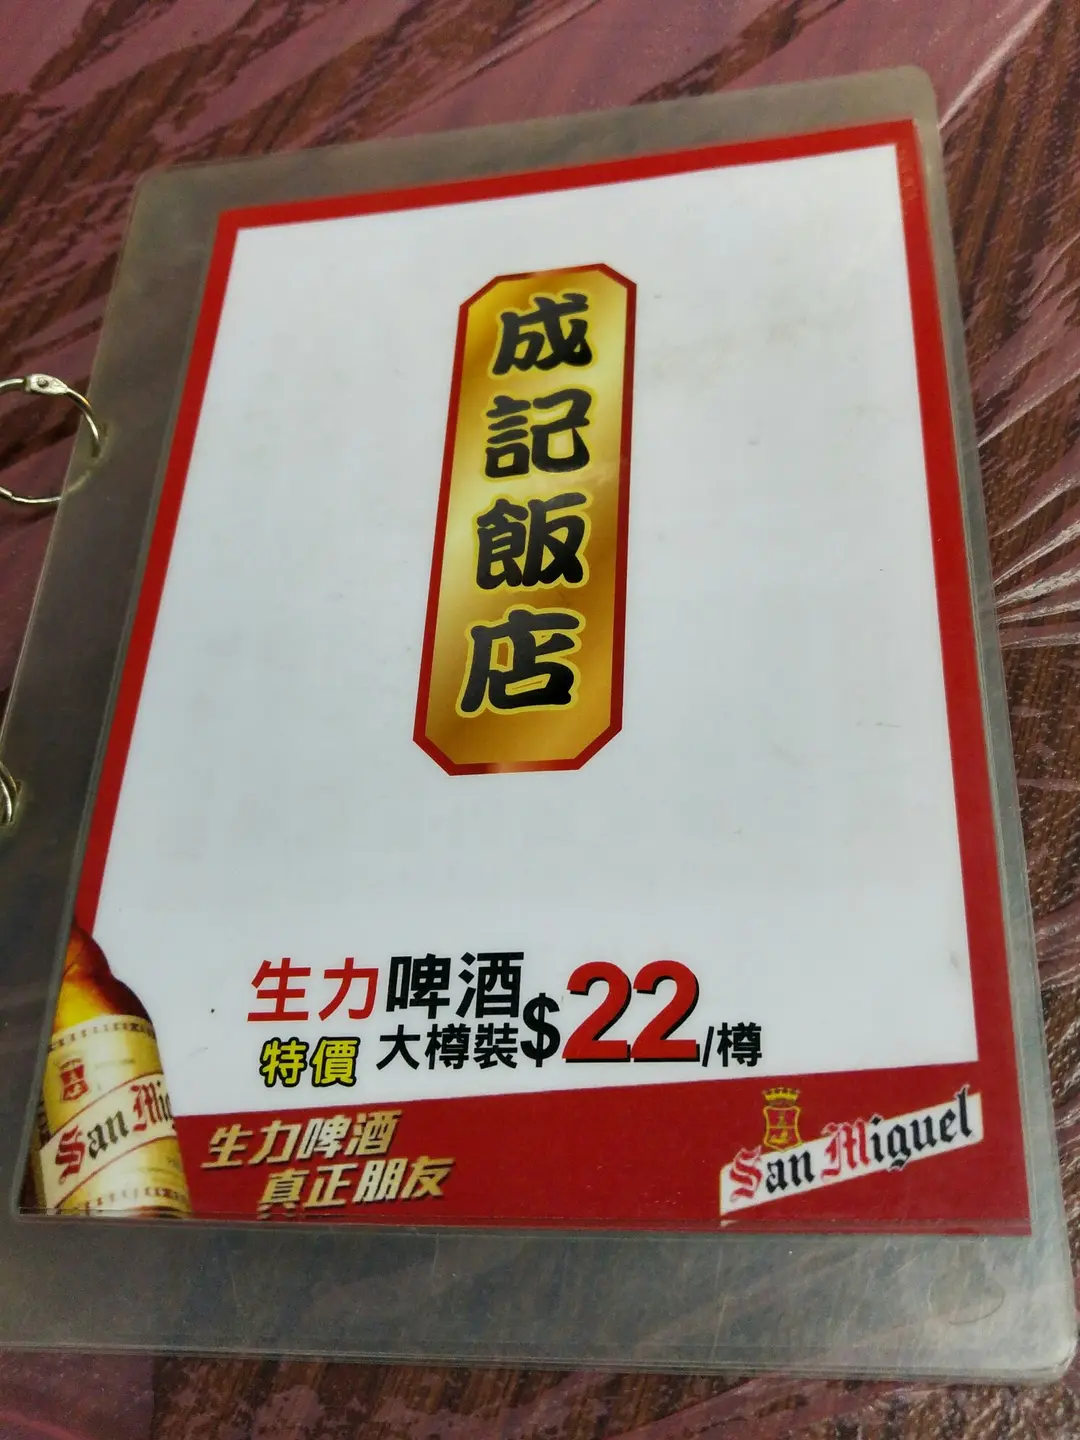 成記飯店
生力啤酒
特價 大樽裝$22/樽
生力啤酒
真正朋友
San Miguel
San Mig